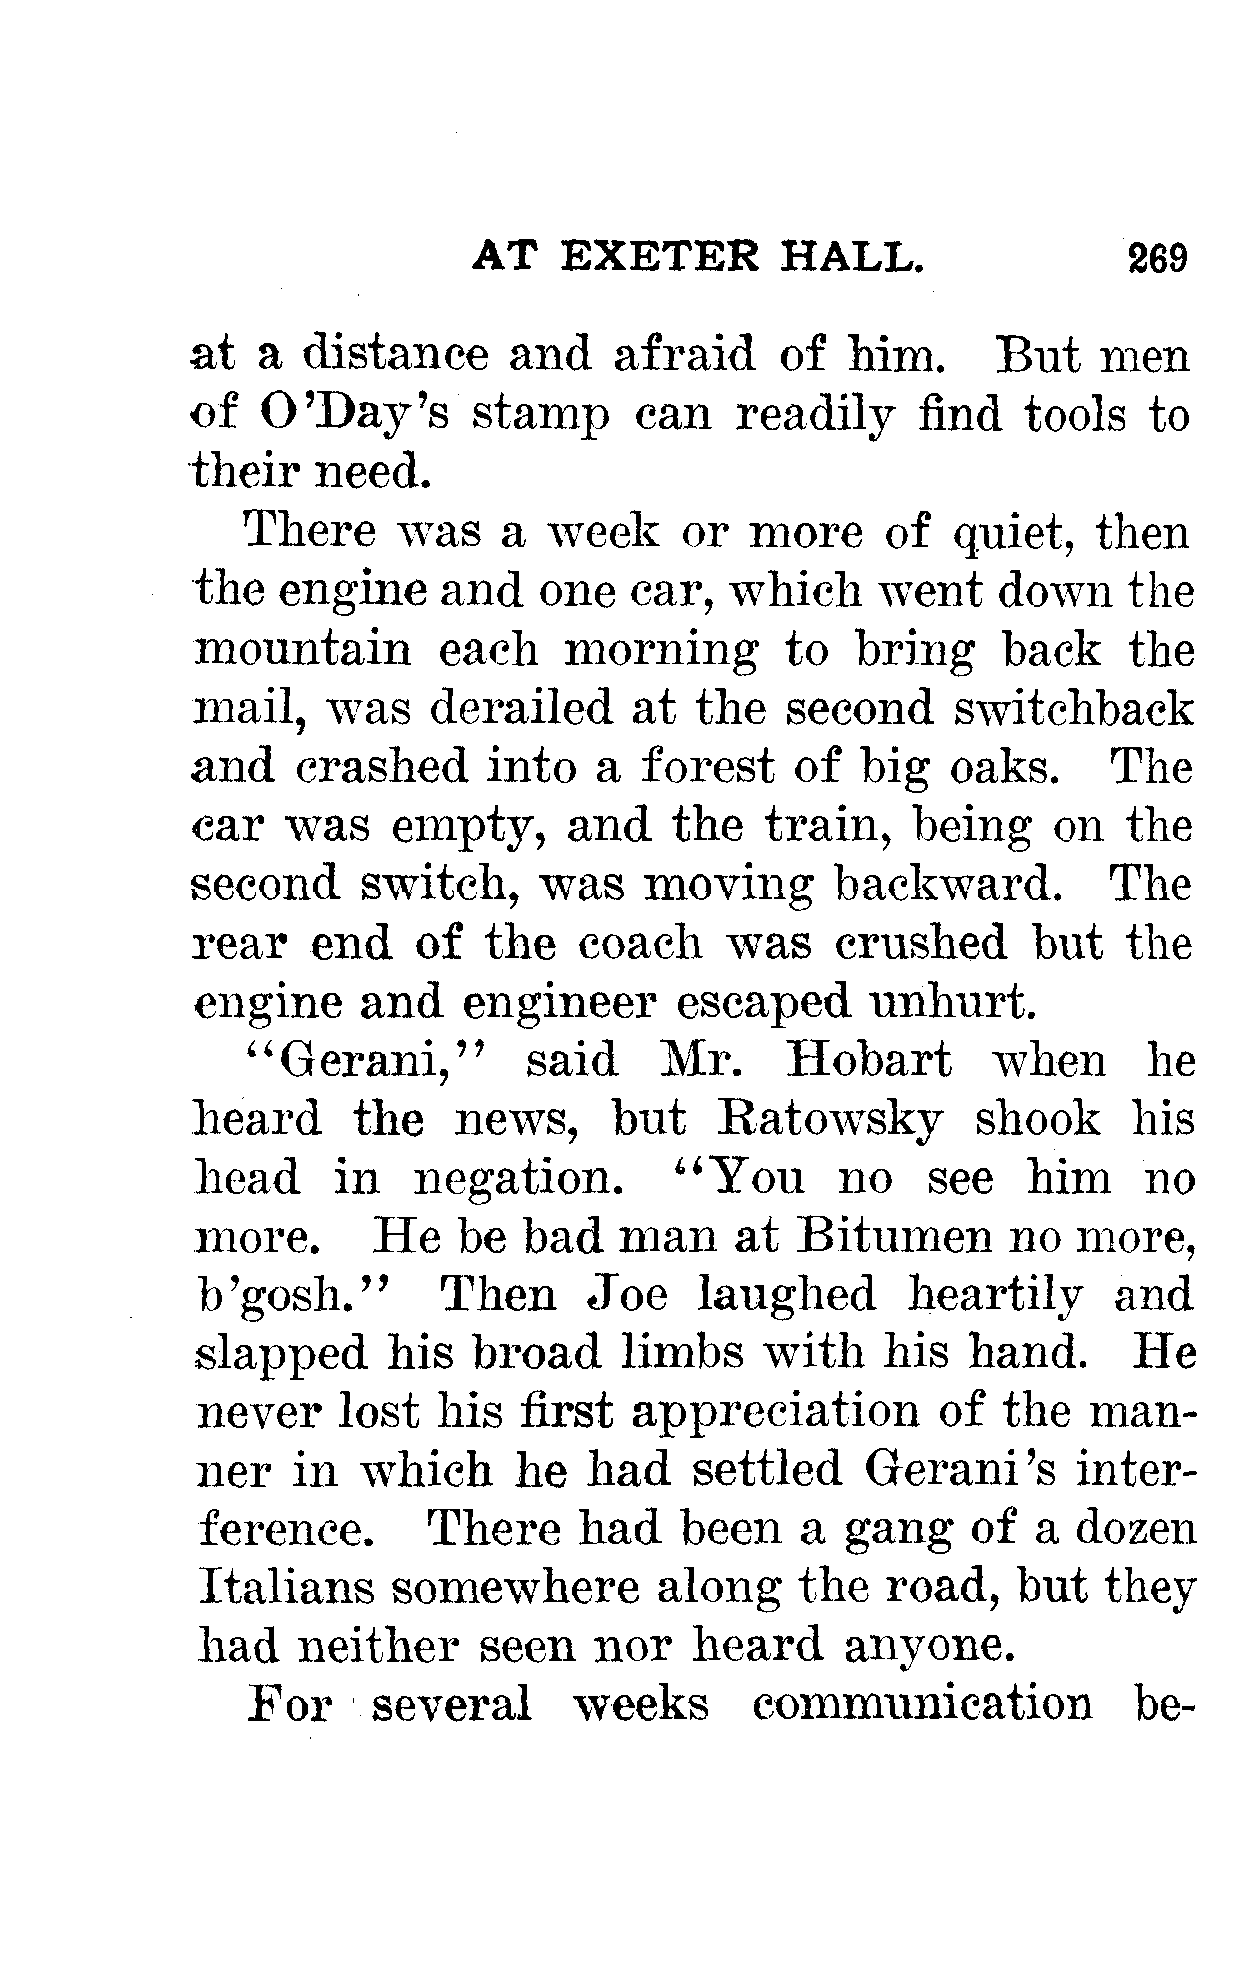 AT EXETER HALL. 269
at a distance and afraid of him. But men
of O'Day's stamp can readily find tools to
their need.
There was a week or more of quiet, then
the engine and one car, which went down the
mountain each morning to bring back the
mail, was derailed at the second switchback
and crashed into a forest of big oaks. The
car was empty, and the train, being on the
second switch, was moving backward. The
rear end of the coach was crushed but the
engine and engineer escaped unhurt.
"Gerani," said Mr. Hobart when he
heard the news, but Ratowsky shook his
head in negation. "You no see him no
more. He be bad man at Bitumen no more,
b'gosh." Then Joe laughed heartily and
slapped his broad limbs with his hand. He
never lost his first appreciation of the man-
ner in which he had settled Gerani's inter-
ference. There had been a gang of a dozen
Italians somewhere along the road, but they
had neither seen nor heard anyone.
For several weeks communication be-